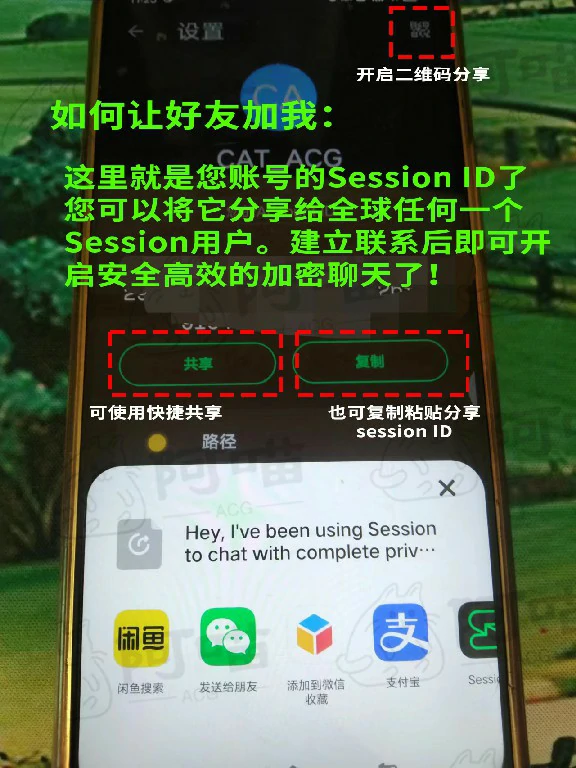 设置
开启二维码分享
CA
如何让好友加我：
CAT_ACG
这里就是您账号的Session ID了
您可以将它分享给全球任何一个
Session用户。建立联系后即可开
启安全高效的加密聊天了！
共享
复制
可使用快捷共享
也可复制粘贴分享
session ID
路径
阿喵
ACG
Hey, I've been using Session
to chat with complete priv…
闲鱼
支
闲鱼搜索
发送给朋友
添加到微信
收藏
支付宝
Sessi